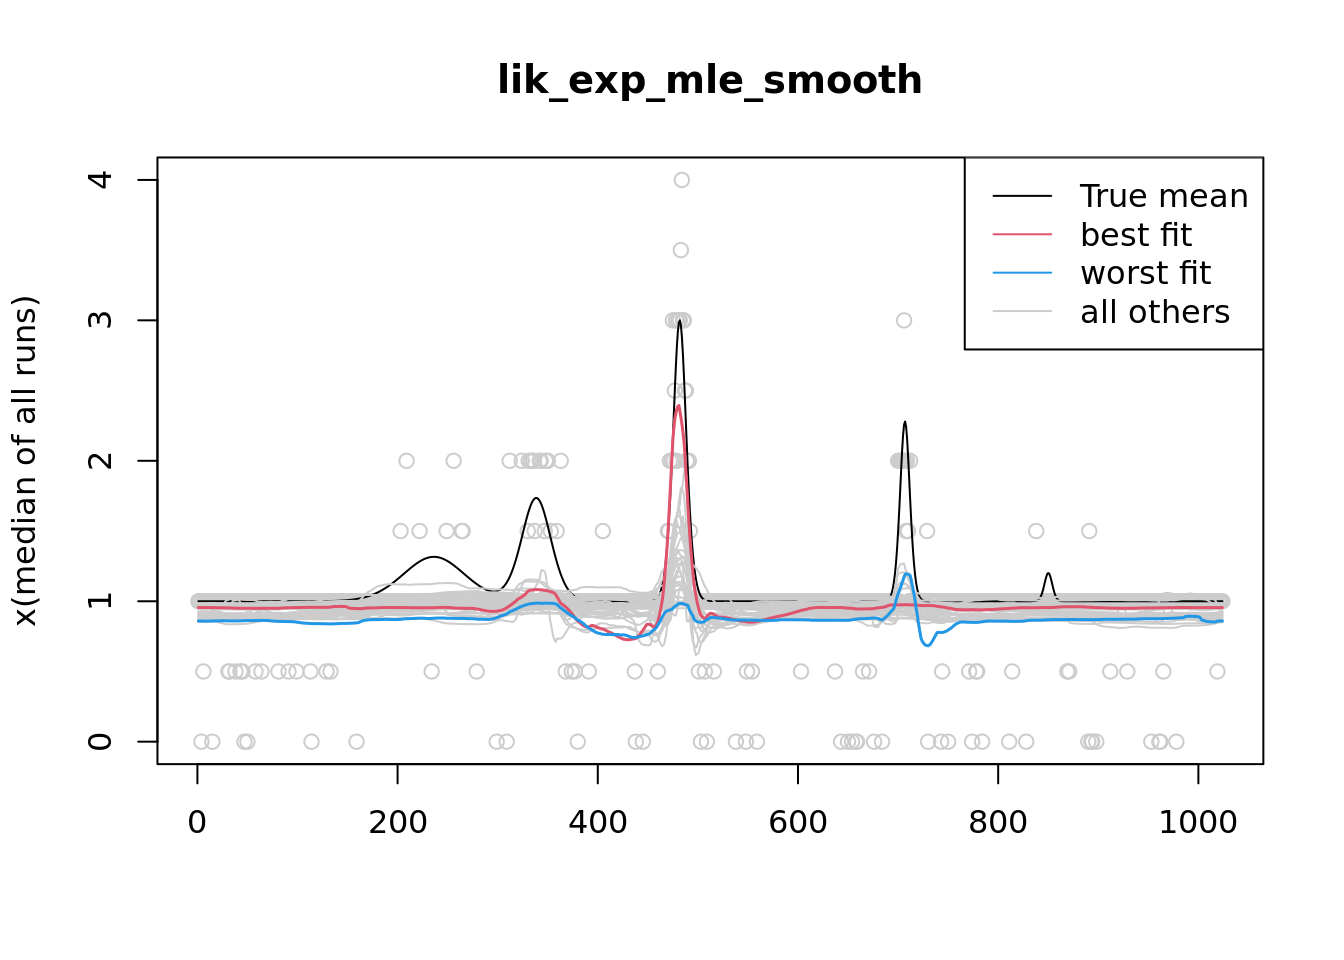 lik_exp_mle_smooth
x(median of all runs)
4
3
2
1
0
True mean
best fit
worst fit
all others
0 200 400 600 800 1000